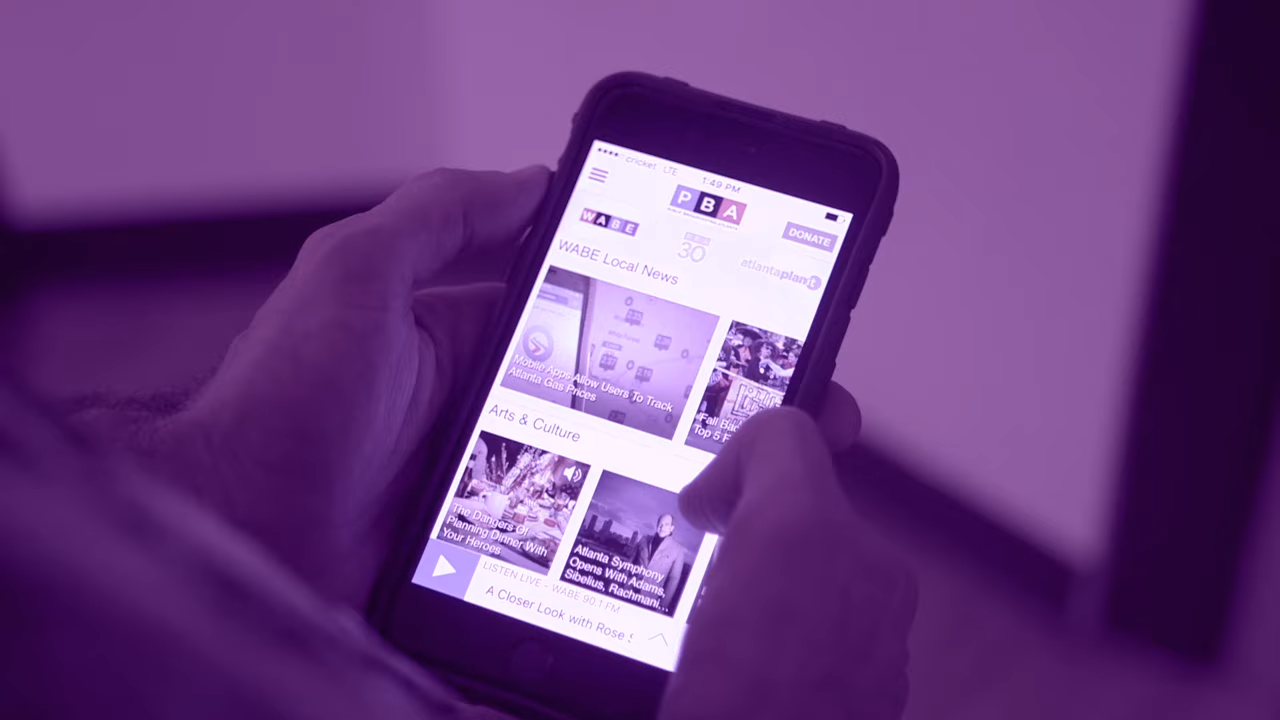 cricket LTE
1:49 PM
PBA
WABE
30
DONATE
atlantaplanit
WABE Local News
Mobile Apps Allow Users To Track
Atlanta Gas Prices
Top 5
Arts & Culture
The Dangers Of
Planning Dinner With
Your Heroes
Atlanta Symphony
Opens With Adams,
Sibelius, Rachmani...
LISTEN LIVE - WABE 90.1 FM
A Closer Look with Rose